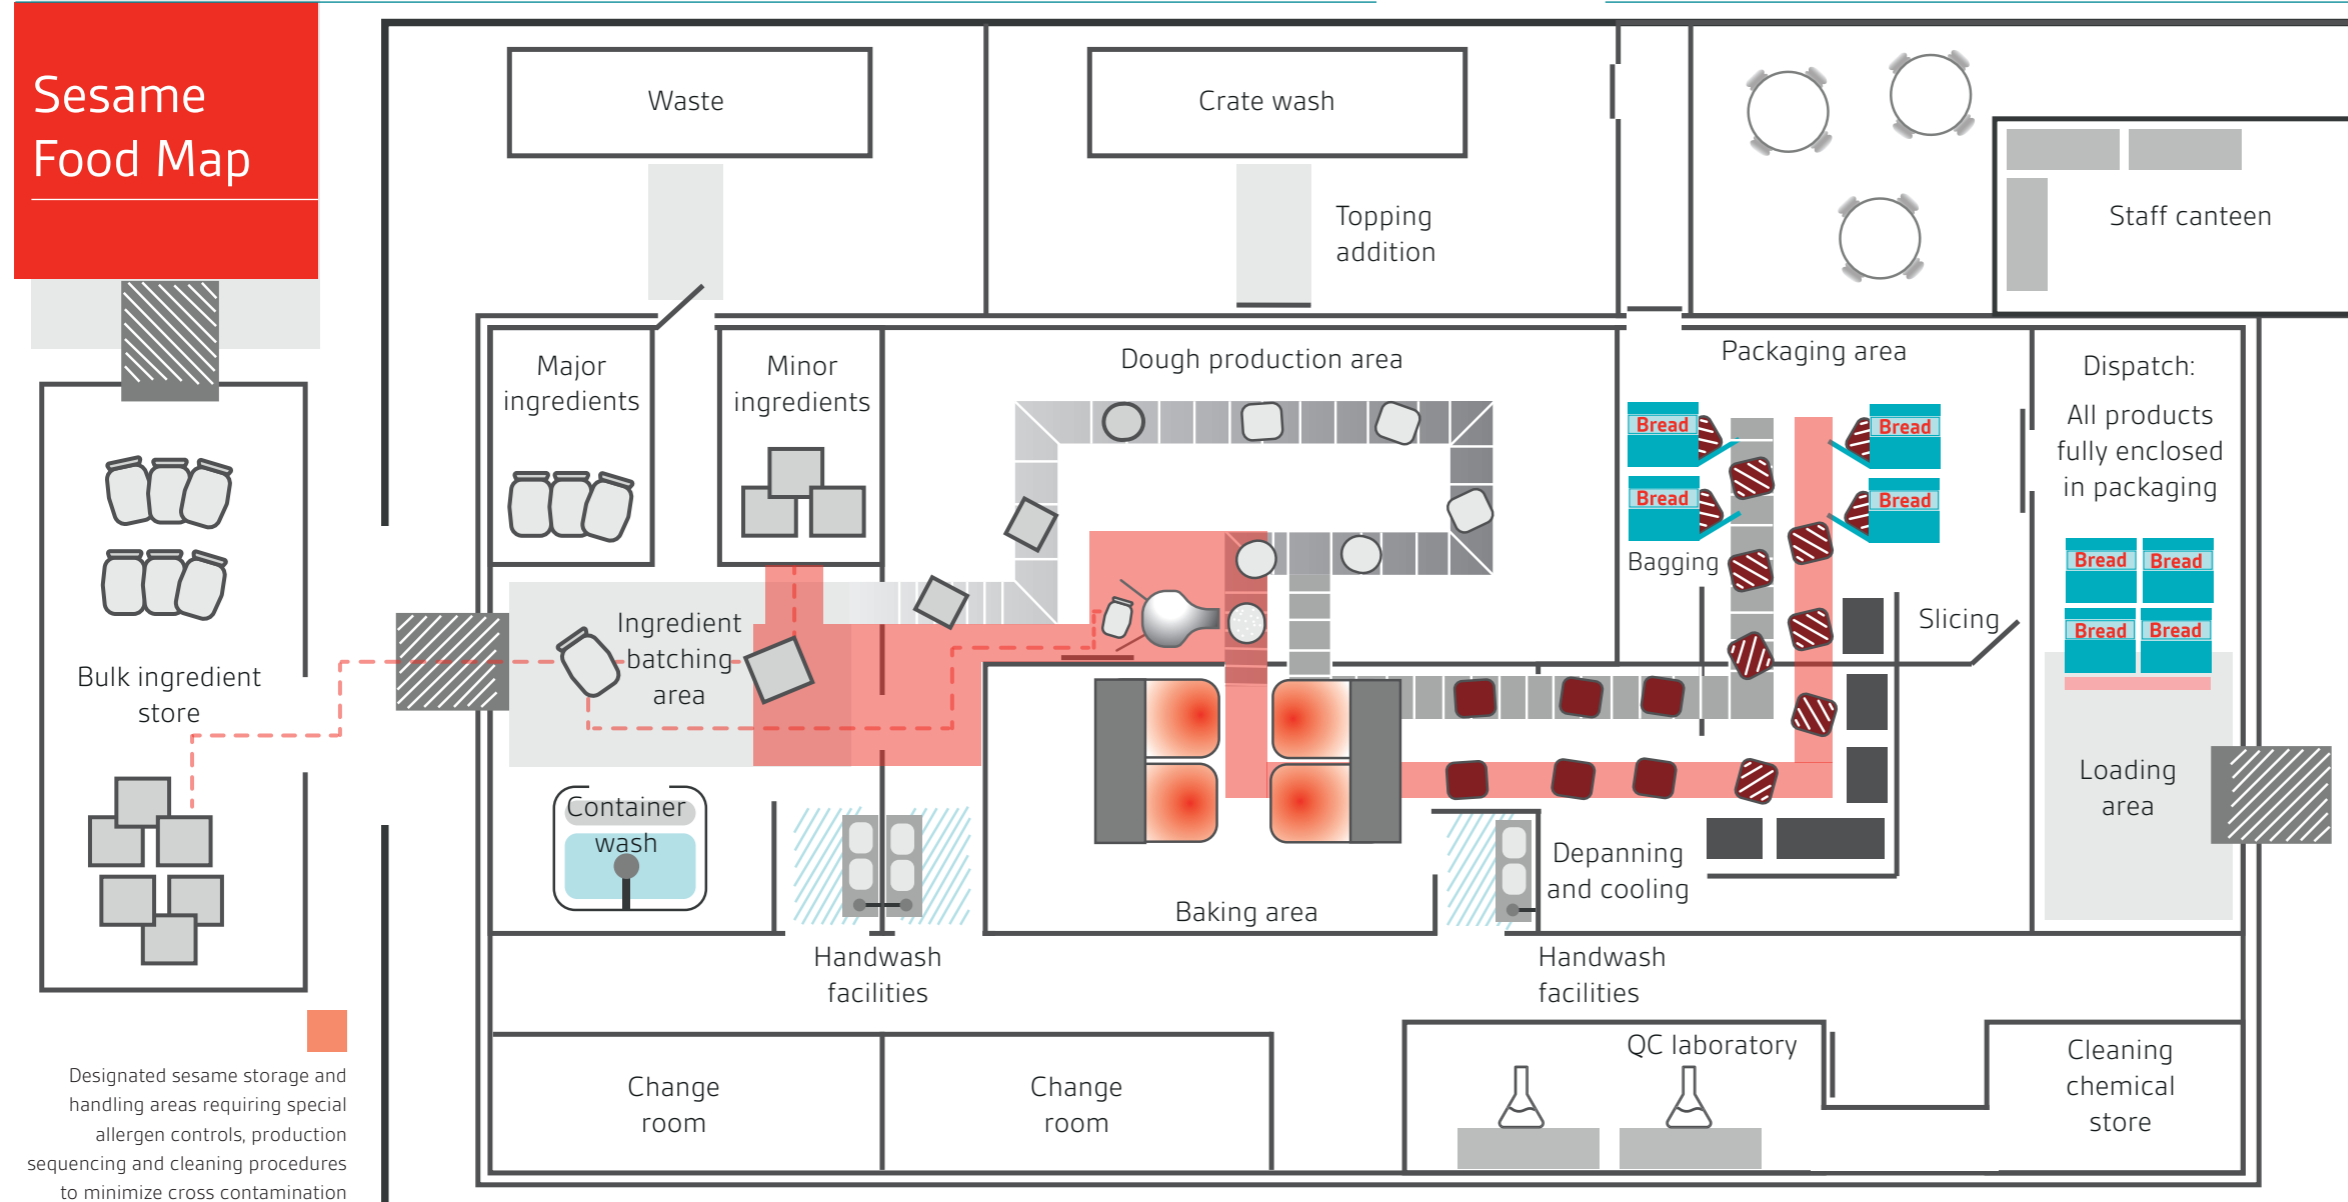 Sesame
Food Map
Waste
Crate wash
Topping
addition
Staff canteen
Major
ingredients
Minor
ingredients
Dough production area
Packaging area
Dispatch:
All products
fully enclosed
in packaging
Bread
Bread
Bread
Bread
Bagging
Slicing
Bread
Bread
Bread
Bread
Ingredient
batching
area
Bulk ingredient
store
Loading
area
Container
wash
Depanning
and cooling
Baking area
Handwash
facilities
Handwash
facilities
Designated sesame storage and
handling areas requiring special
allergen controls, production
sequencing and cleaning procedures
to minimize cross contamination
Change
room
Change
room
QC laboratory
Cleaning
chemical
store